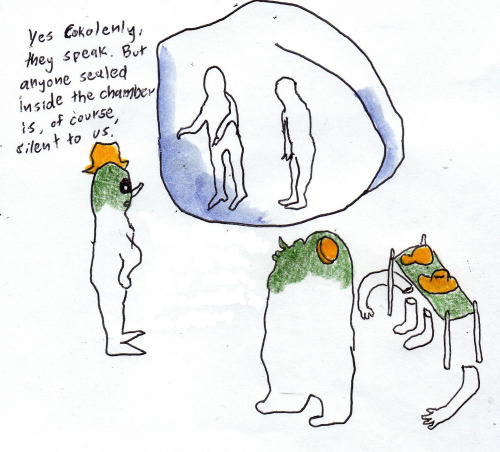 Yes Cokolenly,
they speak. But
anyone sealed
inside the chamber
is, of course,
silent to us.